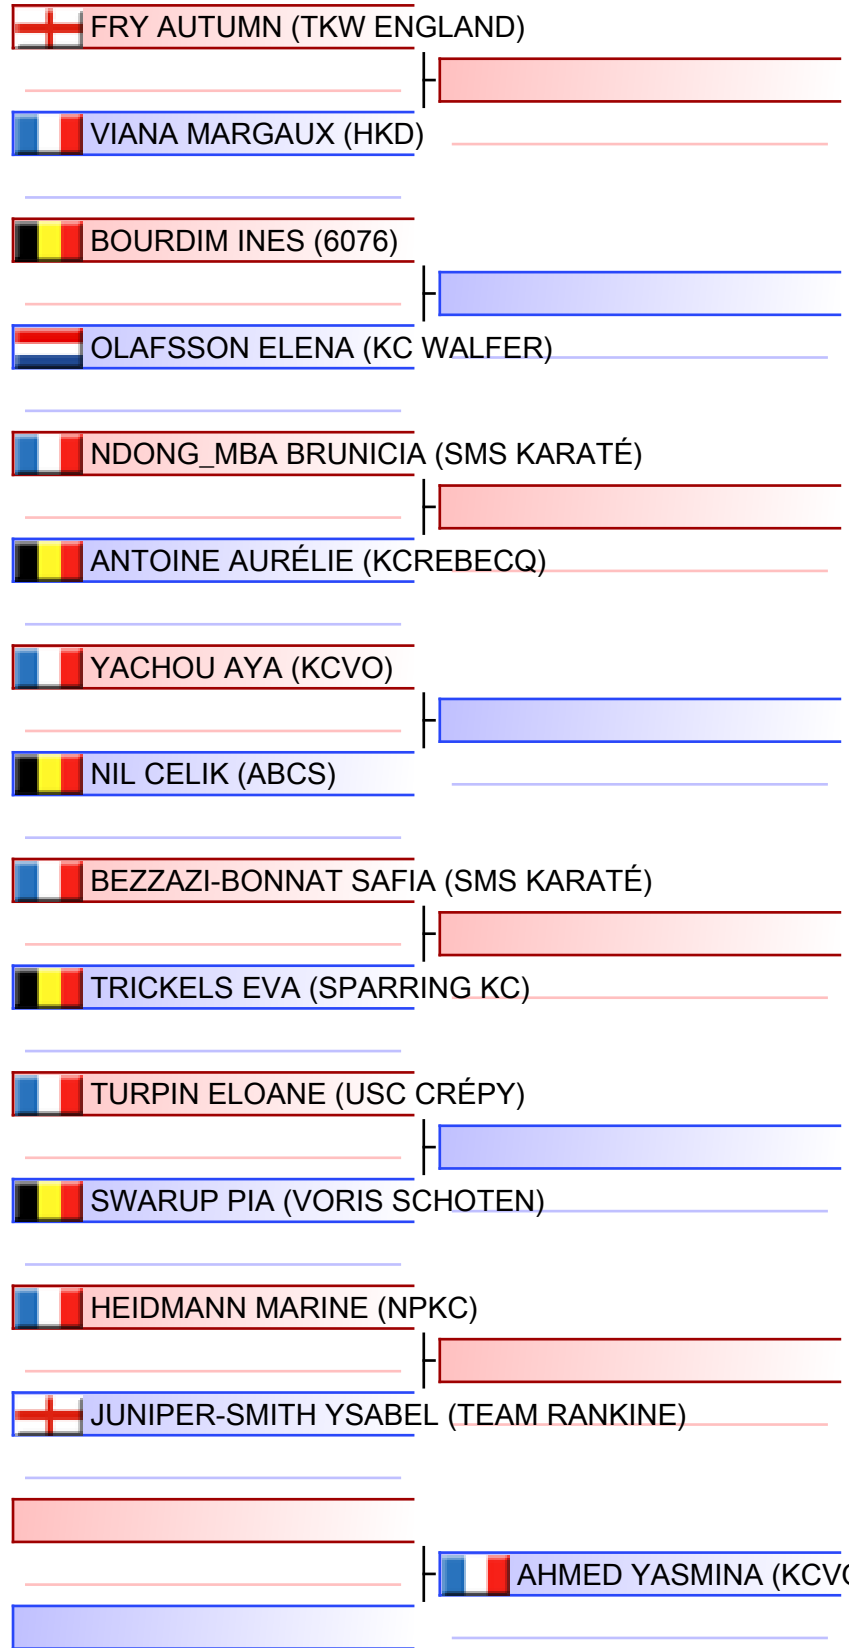 FRY AUTUMN (TKW ENGLAND)
VIANA MARGAUX (HKD)
BOURDIM INES (6076)
OLAFSSON ELENA (KC WALFER)
NDONG_MBA BRUNICIA (SMS KARATÉ)
ANTOINE AURÉLIE (KCREBECQ)
YACHOU AYA (KCVO)
NIL CELIK (ABCS)
BEZZAZI-BONNAT SAFIA (SMS KARATÉ)
TRICKELS EVA (SPARRING KC)
TURPIN ELOANE (USC CRÉPY)
SWARUP PIA (VORIS SCHOTEN)
HEIDMANN MARINE (NPKC)
JUNIPER-SMITH YSABEL (TEAM RANKINE)
AHMED YASMINA (KCV